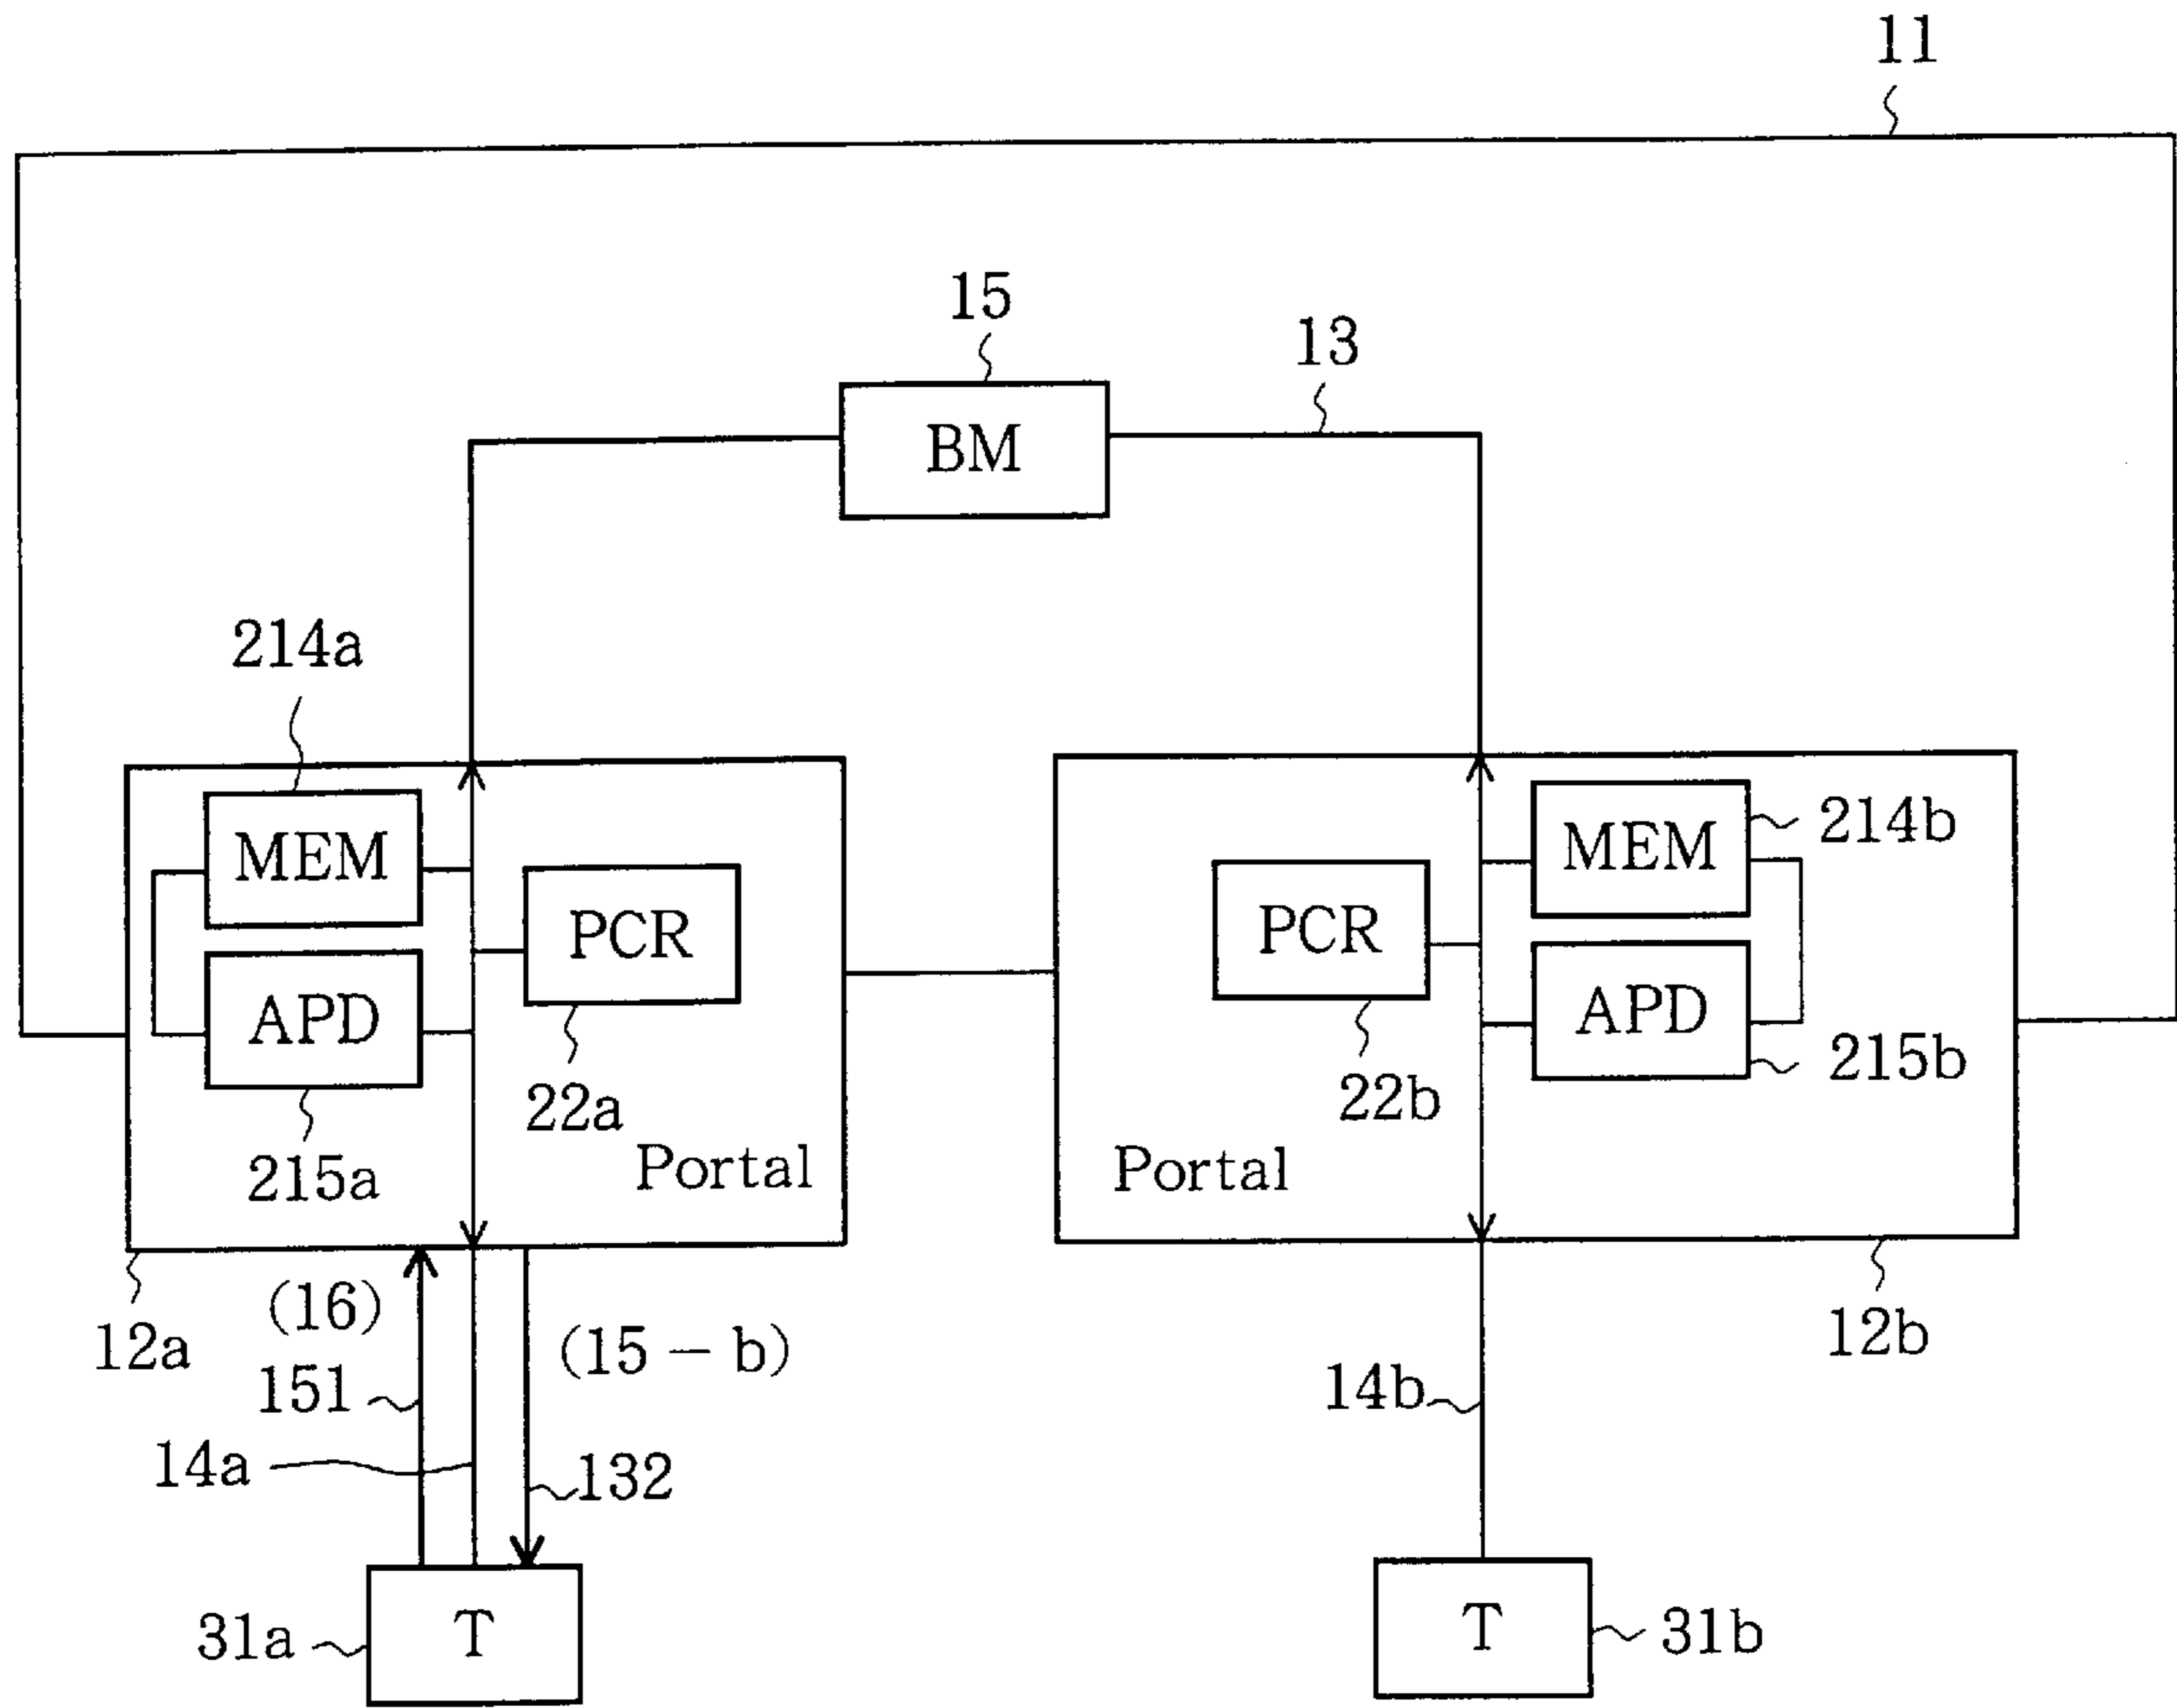 11
15
13
BM
214a
MEM
PCR
APD
22a
215a
Portal
MEM
214b
PCR
APD
22b
215b
Portal
12a
(16)
151
14a
(15－b)
132
12b
14b
31a
T
T
31b